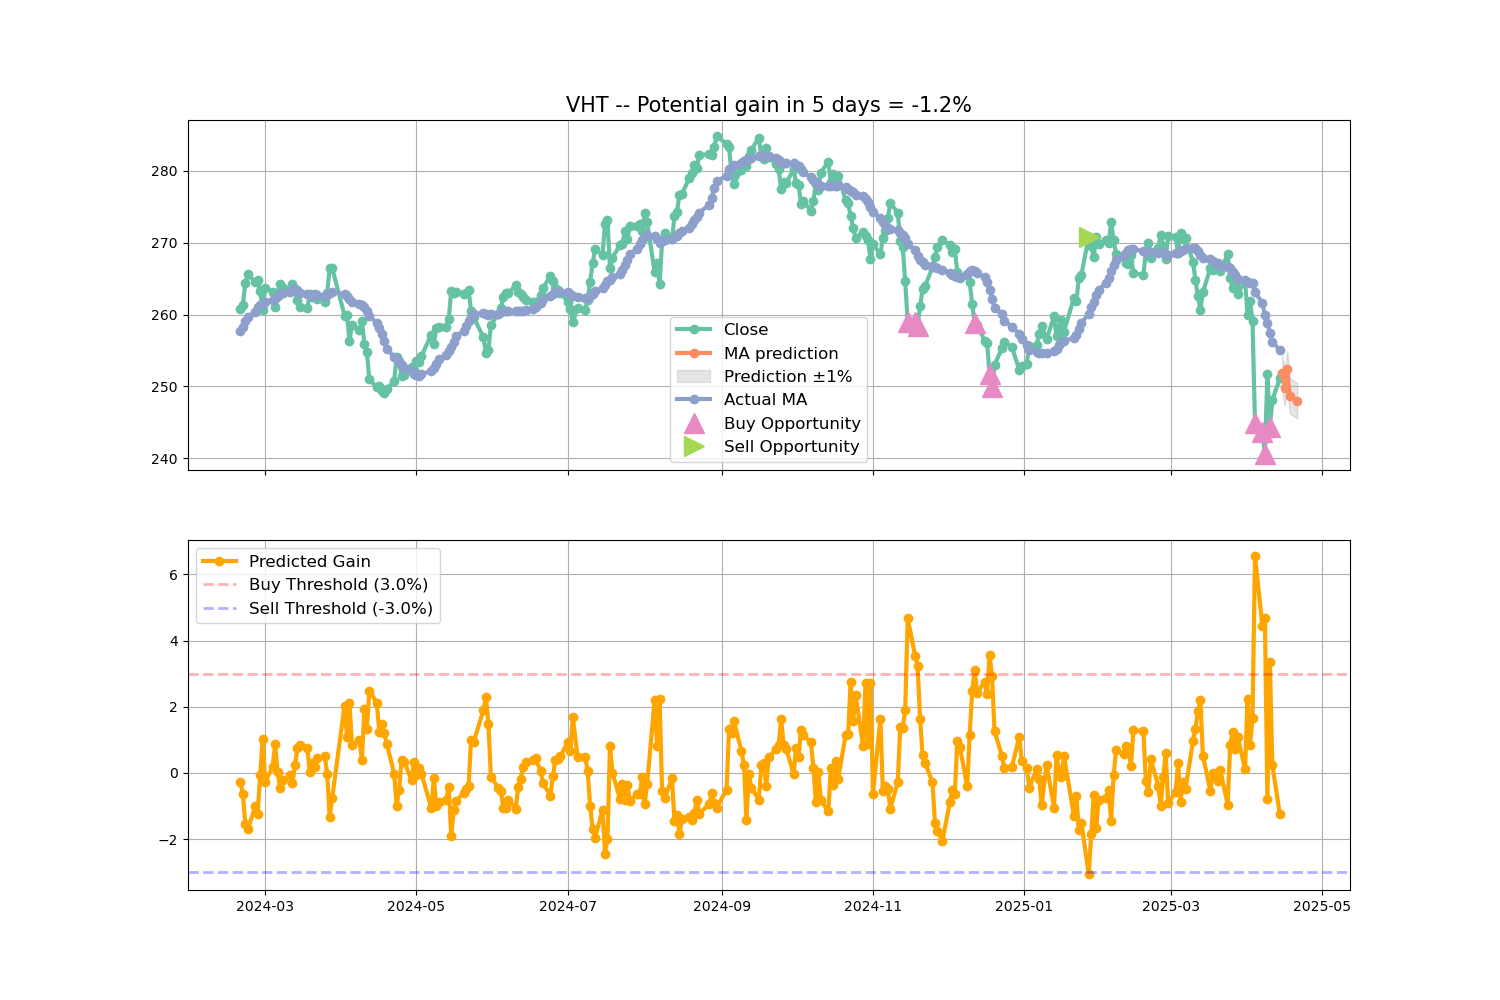 VHT -- Potential gain in 5 days = -1.2%
280
270
260
250
240
Close
MA prediction
Prediction ±1%
Actual MA
Buy Opportunity
Sell Opportunity
Predicted Gain
Buy Threshold (3.0%)
Sell Threshold (-3.0%)
6
4
2
0
−2
2024-03
2024-05
2024-07
2024-09
2024-11
2025-01
2025-03
2025-05